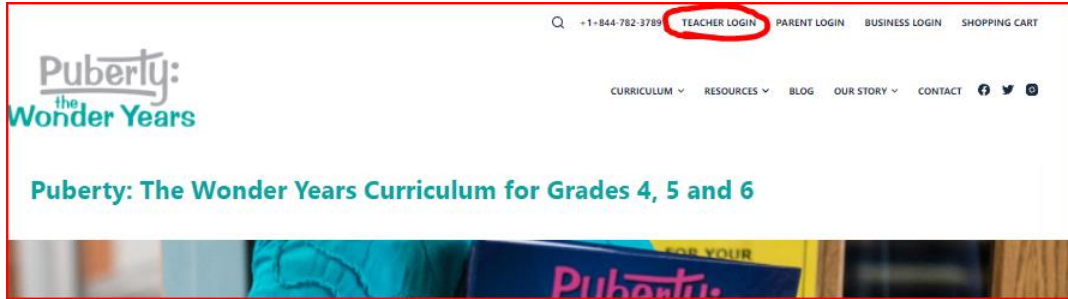 +1+844-782-3789 TEACHER LOGIN PARENT LOGIN BUSINESS LOGIN SHOPPING CART
Puberty:
the
Wonder Years
CURRICULUM RESOURCES BLOG OUR STORY CONTACT
Puberty: The Wonder Years Curriculum for Grades 4, 5 and 6
FOR YOUR
Puberty: